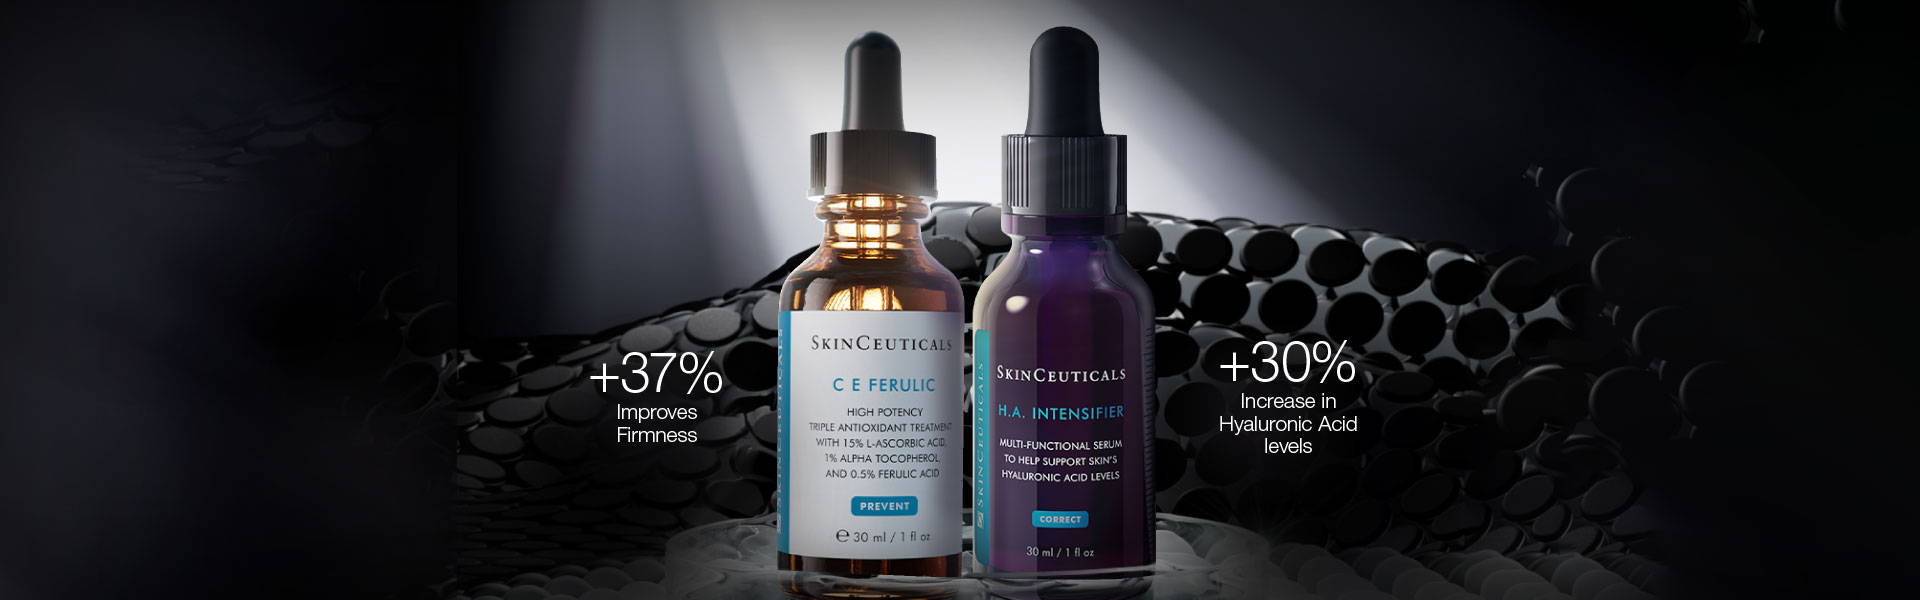 +37%
Improves
Firmness
SKINCEUTICALS
C E FERULIC
HIGH POTENCY
TRIPLE ANTIOXIDANT TREATMENT
WITH 15% L-ASCORBIC ACID,
1% ALPHA TOCOPHEROL,
AND 0.5% FERULIC ACID
PREVENT
℮ 30 ml / 1 fl oz
SKINCEUTICALS
SKINCEUTICALS
SKINCEUTICALS
H.A. INTENSIFIER
MULTI-FUNCTIONAL SERUM
TO HELP SUPPORT SKIN'S
HYALURONIC ACID LEVELS
CORRECT
30 ml / 1 fl oz
+30%
Increase in
Hyaluronic Acid
levels